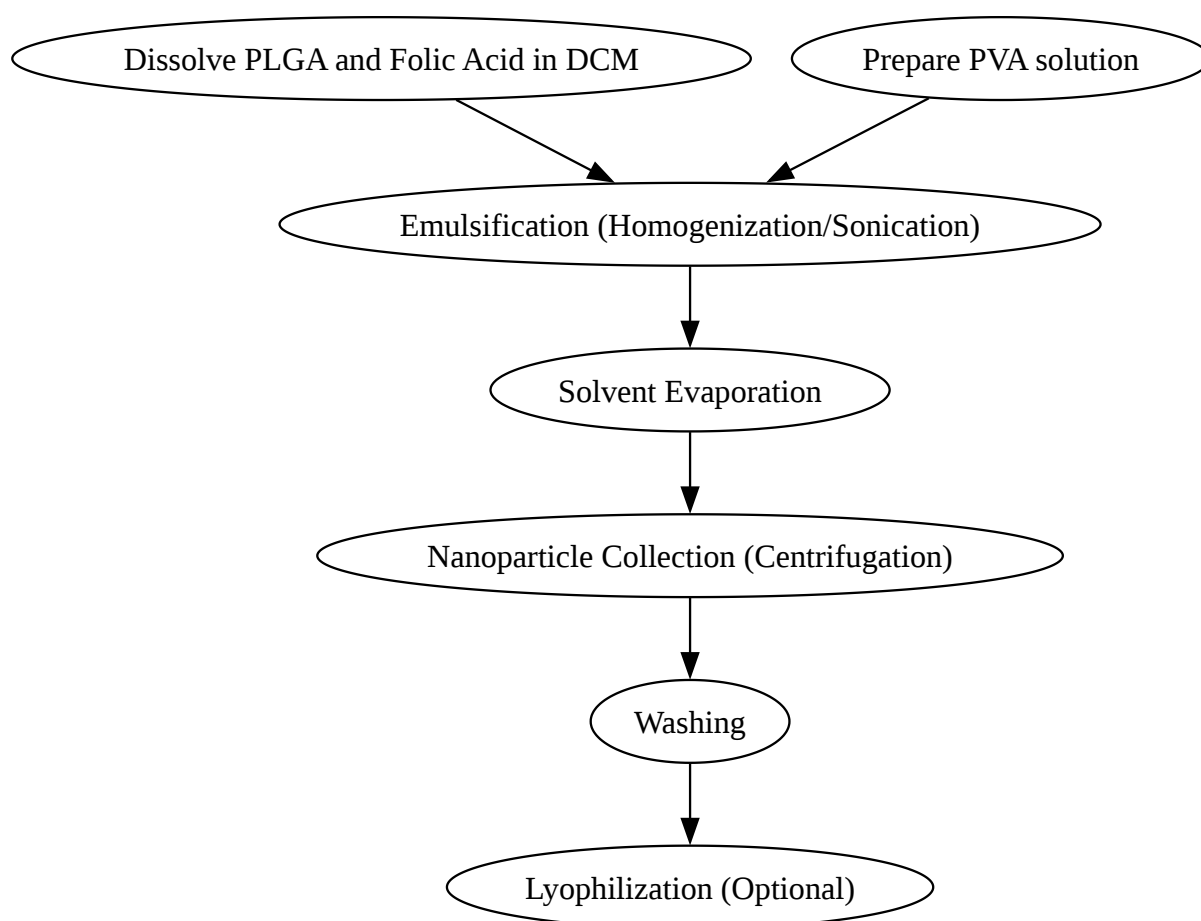 Dissolve PLGA and Folic Acid in DCM
Prepare PVA solution
Emulsification (Homogenization/Sonication)
Solvent Evaporation
Nanoparticle Collection (Centrifugation)
Washing
Lyophilization (Optional)